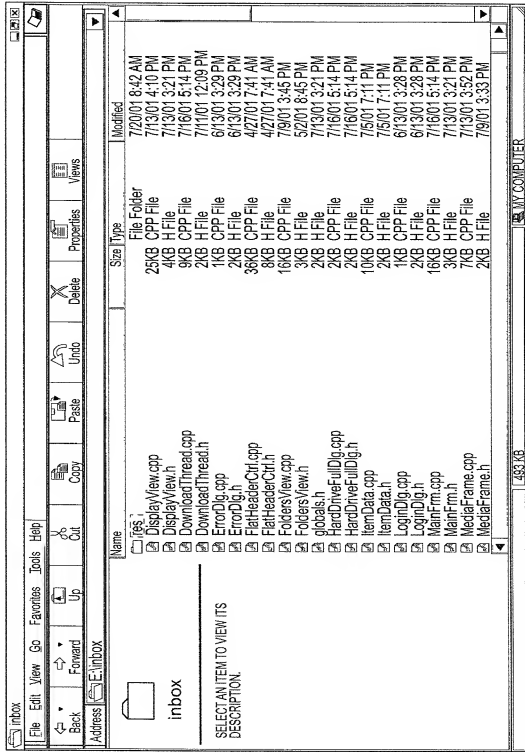 inbox
File Edit View Go Favorites Tools Help
Back Forward Up Cut Copy Paste Undo Delete Properties Views
Address E:\inbox
inbox
SELECT AN ITEM TO VIEW ITS
DESCRIPTION.
Name Size Type Modified
File Folder 7/20/01 8:42 AM
DisplayView.cpp 25KB CPP File 7/13/01 4:10 PM
DisplayView.h 4KB H File 7/13/01 3:21 PM
DownloadThread.cpp 9KB CPP File 7/16/01 5:14 PM
DownloadThread.h 2KB H File 7/11/01 12:09 PM
ErrorDlg.cpp 1KB CPP File 6/13/01 3:29 PM
ErrorDlg.h 2KB H File 6/13/01 3:29 PM
FlatHeaderCtrl.cpp 36KB CPP File 4/27/01 7:41 AM
FlatHeaderCtrl.h 8KB H File 4/27/01 7:41 AM
FoldersView.cpp 16KB CPP File 7/9/01 3:45 PM
FoldersView.h 3KB H File 5/2/01 8:45 PM
globals.h 2KB H File 7/13/01 3:21 PM
HardDriveFullDlg.cpp 2KB CPP File 7/16/01 5:14 PM
HardDriveFullDlg.h 2KB H File 7/16/01 5:14 PM
ItemData.cpp 10KB CPP File 7/5/01 7:11 PM
ItemData.h 2KB H File 7/5/01 7:11 PM
LoginDlg.cpp 1KB CPP File 6/13/01 3:28 PM
LoginDlg.h 2KB H File 6/13/01 3:28 PM
MainFrm.cpp 16KB CPP File 7/16/01 5:14 PM
MainFrm.h 3KB H File 7/13/01 3:21 PM
MediaFrame.cpp 7KB CPP File 7/13/01 3:52 PM
MediaFrame.h 2KB H File 7/9/01 3:33 PM
493 KB MY COMPUTER